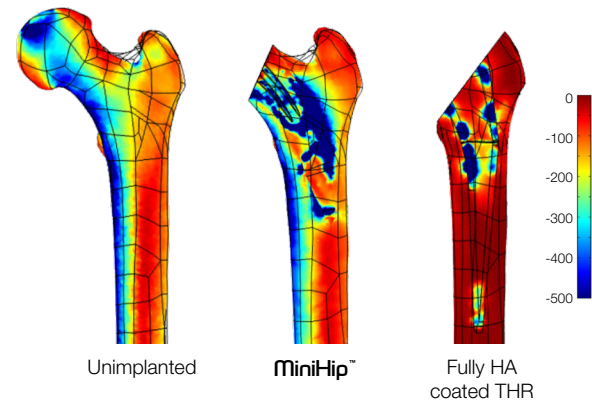 0
-100
-200
-300
-400
-500
Unimplanted
MiniHip™
Fully HA
coated THR